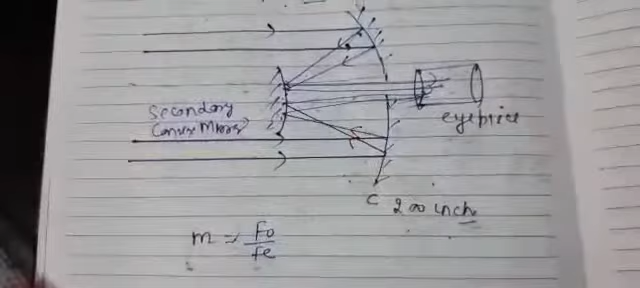 Secondary
Convex Mirror
eyepiece
C 200 inch
m = fo
fe